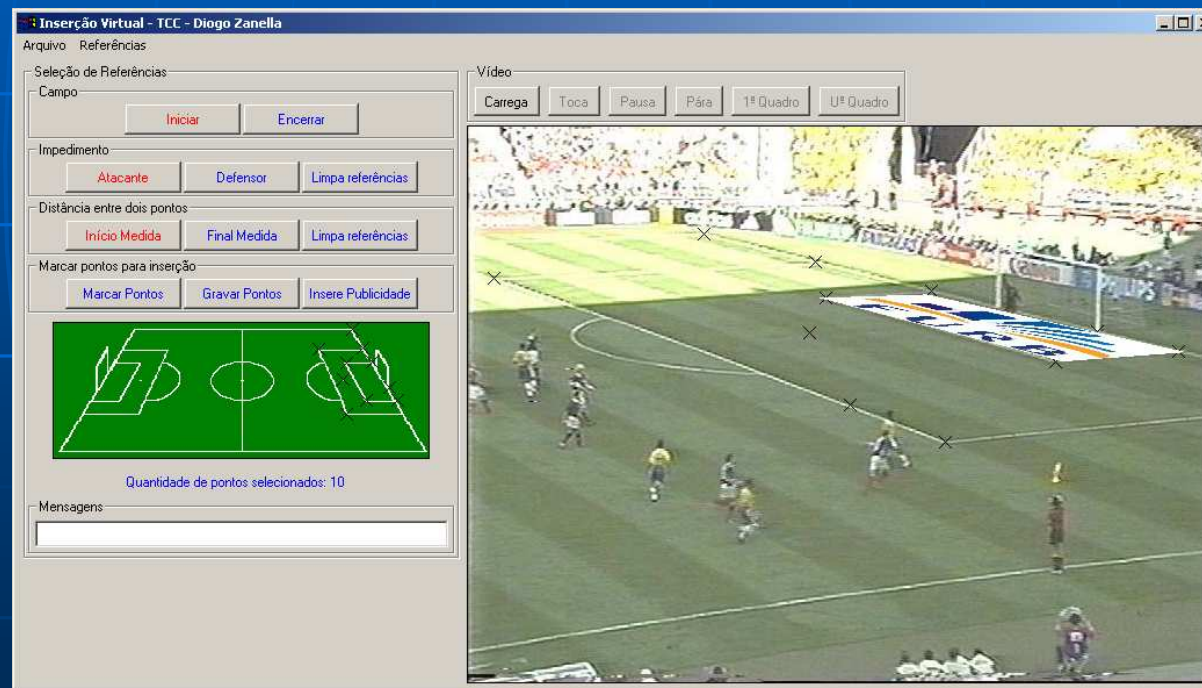 Inserção Virtual - TCC - Diogo Zanella
Arquivo Referências
Seleção de Referências
Campo
Iniciar Encerrar
Impedimento
Atacante Defensor Limpa referências
Distância entre dois pontos
Início Medida Final Medida Limpa referências
Marcar pontos para inserção
Marcar Pontos Gravar Pontos Insere Publicidade
Quantidade de pontos selecionados: 10
Mensagens
Vídeo
Carrega Toca Pausa Pára 1º Quadro Uº Quadro
PHILIPS